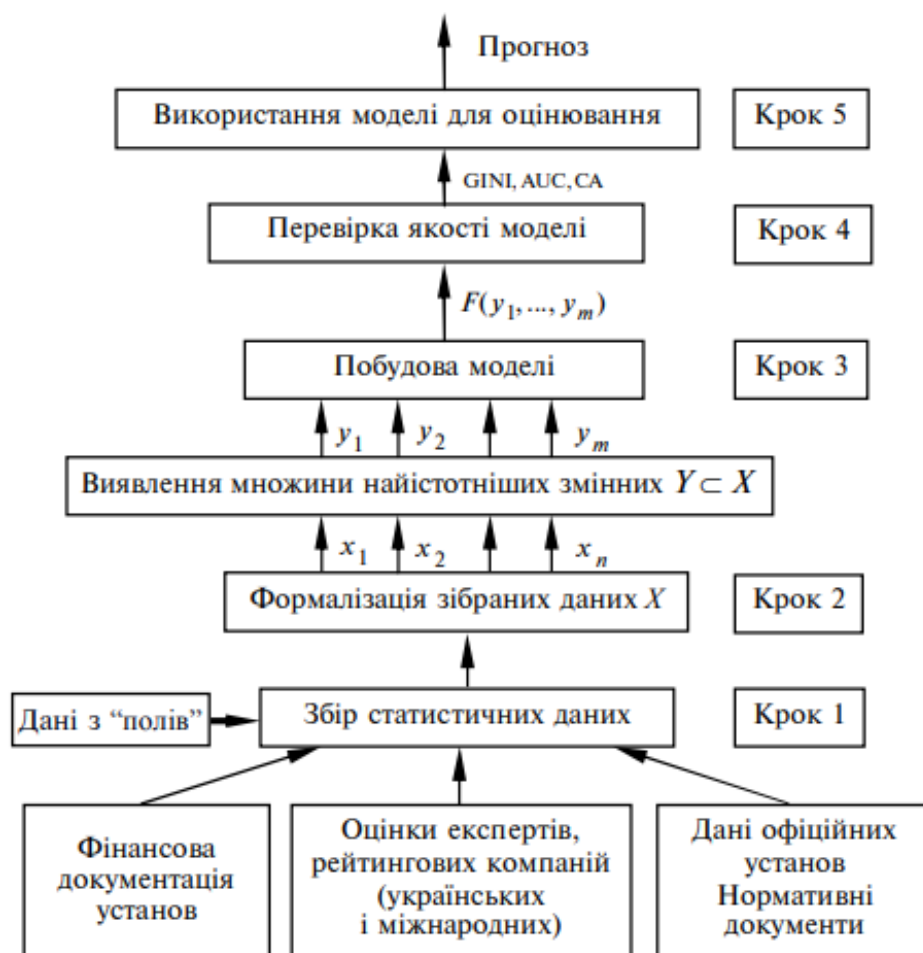 Прогноз
Використання моделі для оцінювання
Крок 5
GINI, AUC, CA
Перевірка якості моделі
Крок 4
F(y₁, ..., yₘ)
Побудова моделі
Крок 3
y₁ y₂ yₘ
Виявлення множини найістотніших змінних Y ⊂ X
x₁ x₂ xₙ
Формалізація зібраних даних X
Крок 2
Дані з “полів”
Збір статистичних даних
Крок 1
Фінансова
документація
установ
Оцінки експертів,
рейтингових компаній
(українських
і міжнародних)
Дані офіційних
установ
Нормативні
документи